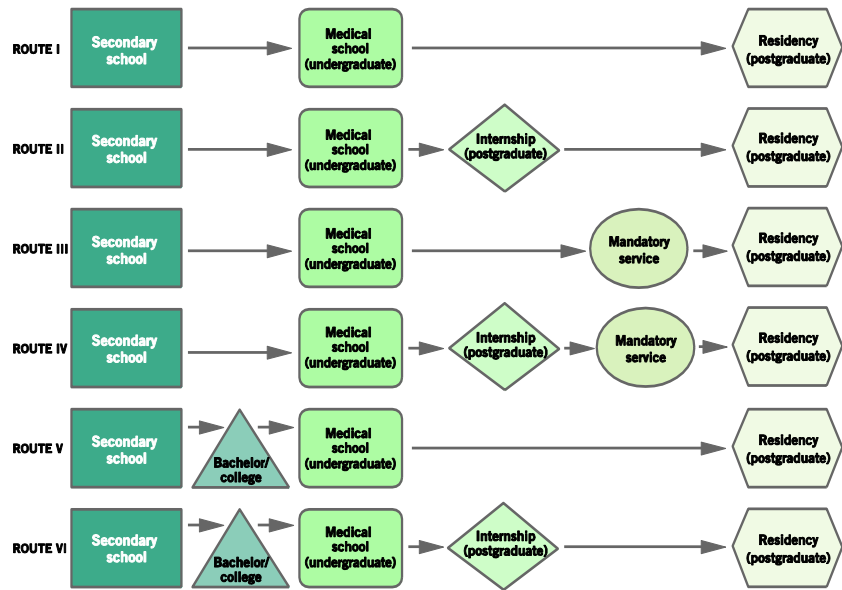 ROUTE I
Secondary
school
Medical
school
(undergraduate)
Residency
(postgraduate)
ROUTE II
Secondary
school
Medical
school
(undergraduate)
Internship
(postgraduate)
Residency
(postgraduate)
ROUTE III
Secondary
school
Medical
school
(undergraduate)
Mandatory
service
Residency
(postgraduate)
ROUTE IV
Secondary
school
Medical
school
(undergraduate)
Internship
(postgraduate)
Mandatory
service
Residency
(postgraduate)
ROUTE V
Secondary
school
Bachelor/
college
Medical
school
(undergraduate)
Residency
(postgraduate)
ROUTE VI
Secondary
school
Bachelor/
college
Medical
school
(undergraduate)
Internship
(postgraduate)
Residency
(postgraduate)